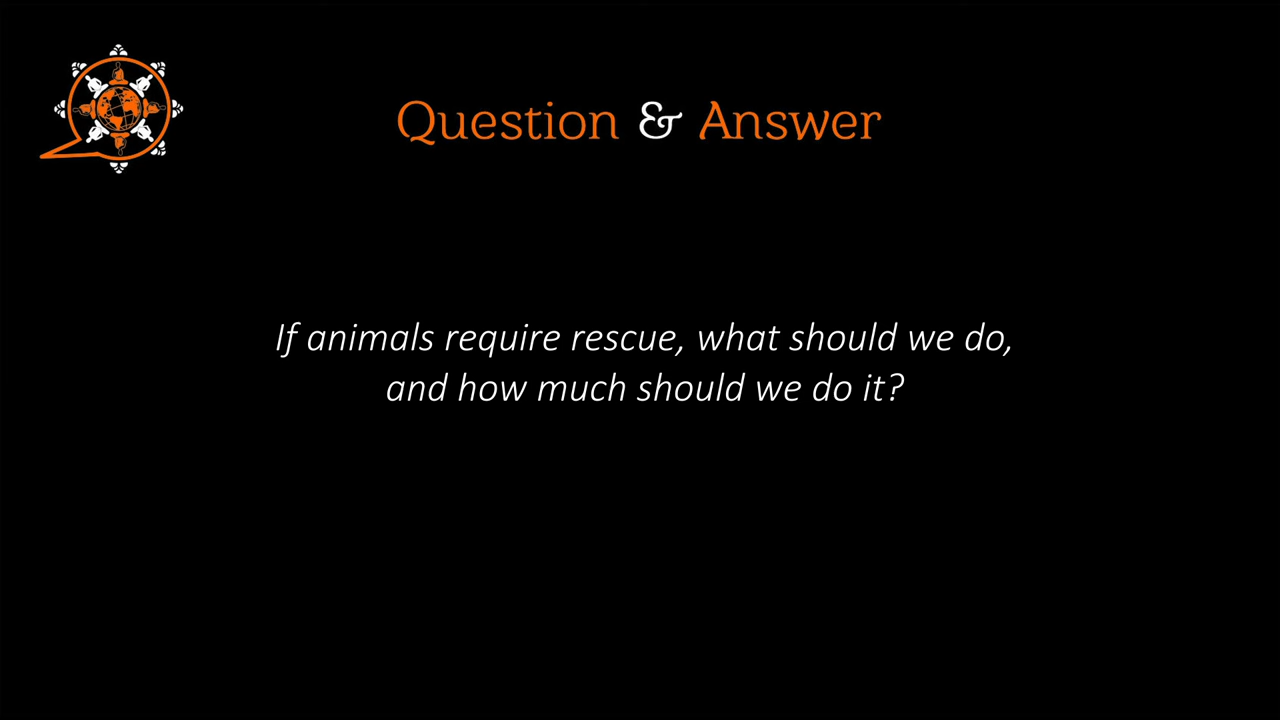 Question & Answer
If animals require rescue, what should we do,
and how much should we do it?